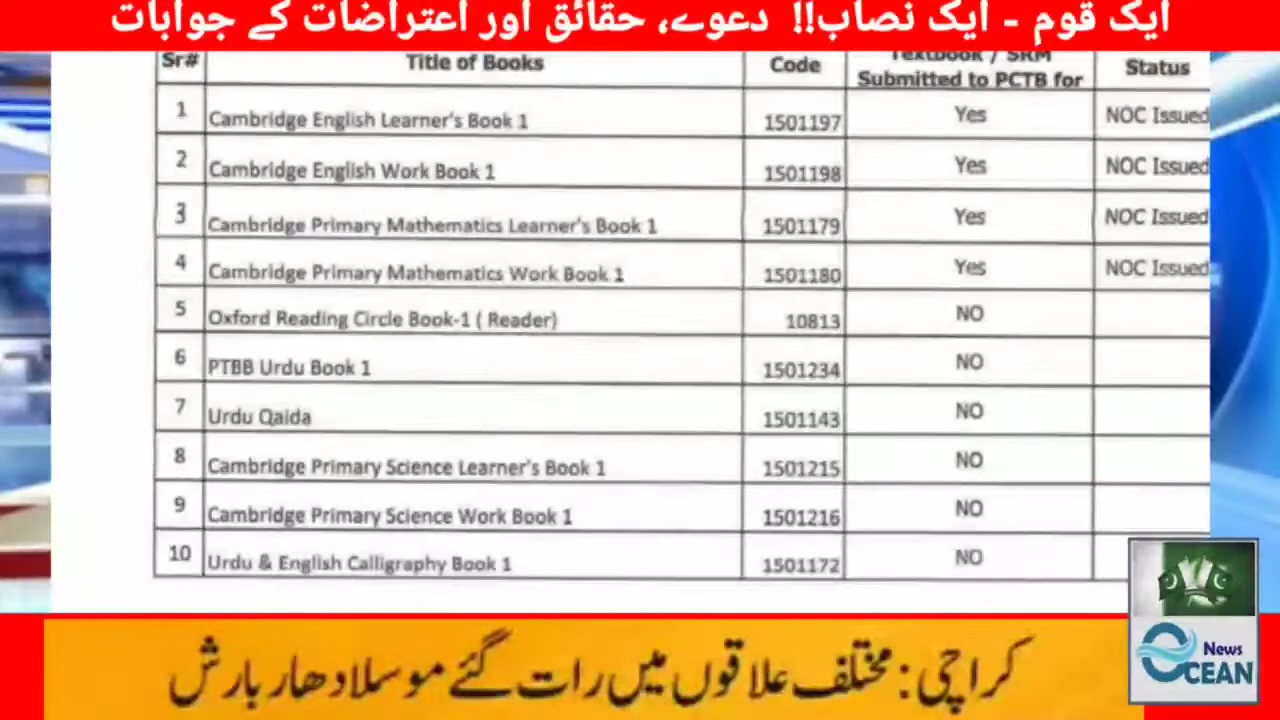 ایک قوم - ایک نصاب!! دعوے، حقائق اور اعتراضات کے جوابات
Sr# Title of Books Code Textbook / SRM Submitted to PCTB for Status
1 Cambridge English Learner's Book 1 1501197 Yes NOC Issued
2 Cambridge English Work Book 1 1501198 Yes NOC Issued
3 Cambridge Primary Mathematics Learner's Book 1 1501179 Yes NOC Issued
4 Cambridge Primary Mathematics Work Book 1 1501180 Yes NOC Issued
5 Oxford Reading Circle Book-1 ( Reader) 10813 NO
6 PTBB Urdu Book 1 1501234 NO
7 Urdu Qaida 1501143 NO
8 Cambridge Primary Science Learner's Book 1 1501215 NO
9 Cambridge Primary Science Work Book 1 1501216 NO
10 Urdu & English Calligraphy Book 1 1501172 NO
News
OCEAN
کراچی: مختلف علاقوں میں رات گئے موسلادھار بارش